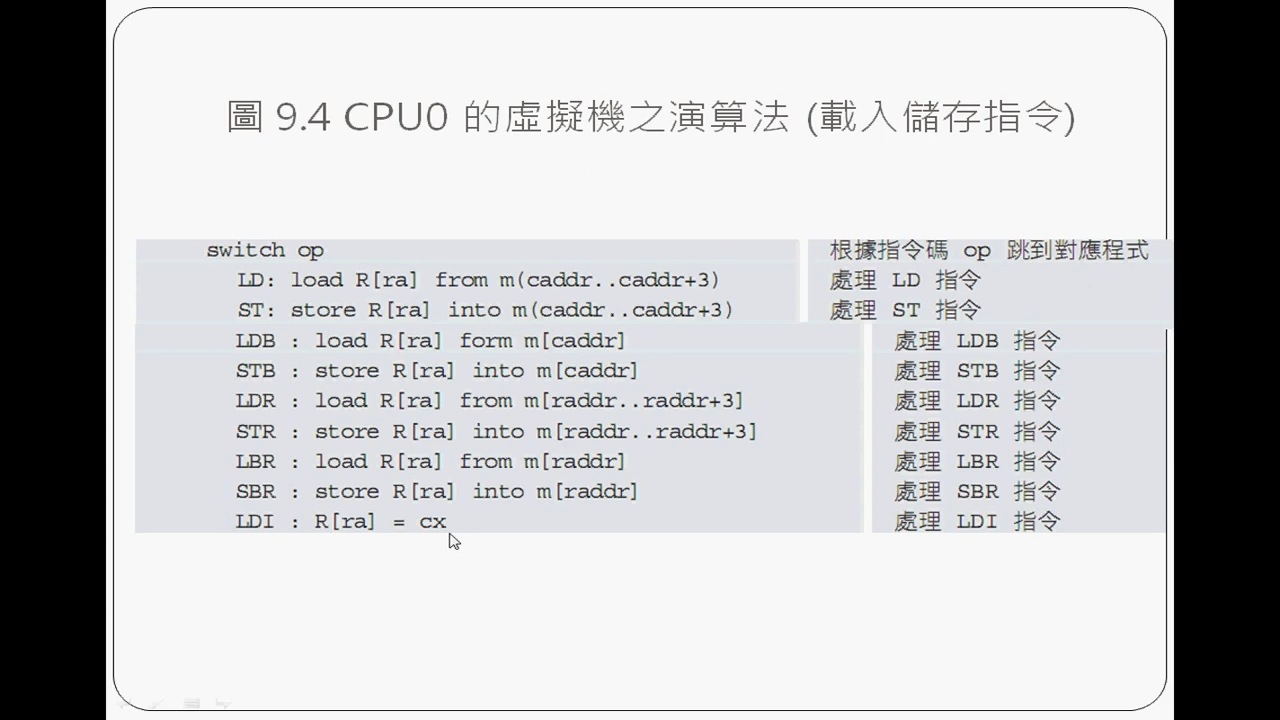 圖 9.4 CPU0 的虛擬機之演算法 (載入儲存指令)
switch op 根據指令碼 op 跳到對應程式
LD: load R[ra] from m(caddr..caddr+3) 處理 LD 指令
ST: store R[ra] into m(caddr..caddr+3) 處理 ST 指令
LDB : load R[ra] form m[caddr] 處理 LDB 指令
STB : store R[ra] into m[caddr] 處理 STB 指令
LDR : load R[ra] from m[raddr..raddr+3] 處理 LDR 指令
STR : store R[ra] into m[raddr..raddr+3] 處理 STR 指令
LBR : load R[ra] from m[raddr] 處理 LBR 指令
SBR : store R[ra] into m[raddr] 處理 SBR 指令
LDI : R[ra] = cx 處理 LDI 指令